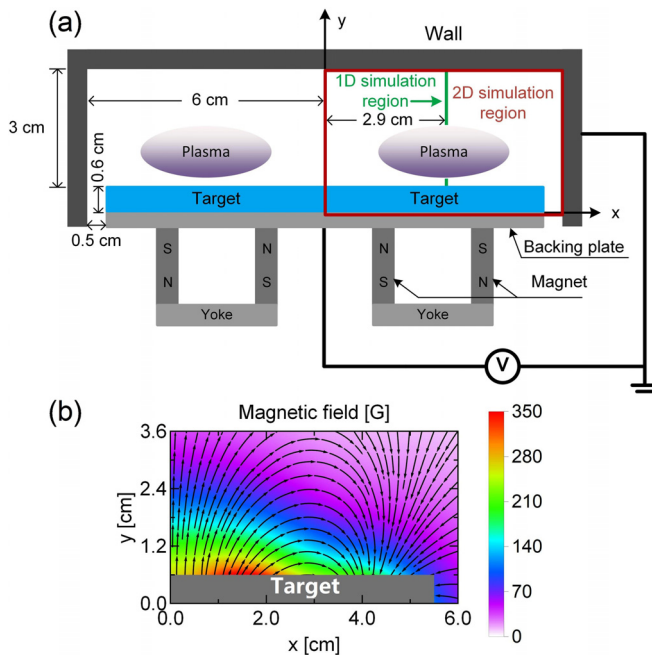 (a)
y
Wall
1D simulation
region
2D simulation
region
6 cm
2.9 cm
3 cm
Plasma
Plasma
0.6 cm
Target
Target
x
0.5 cm
Backing plate
S
N
N
S
N
S
S
N
Magnet
Yoke
Yoke
V
(b)
Magnetic field [G]
350
280
210
140
70
0
y [cm]
3.6
2.4
1.2
0.0
Target
0.0
2.0
4.0
6.0
x [cm]